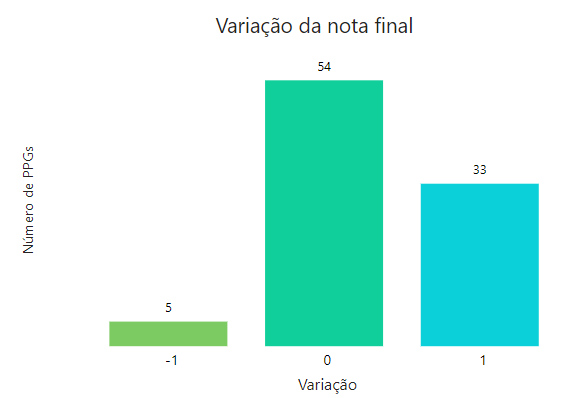 Variação da nota final
54
33
5
Número de PPGs
-1
0
1
Variação